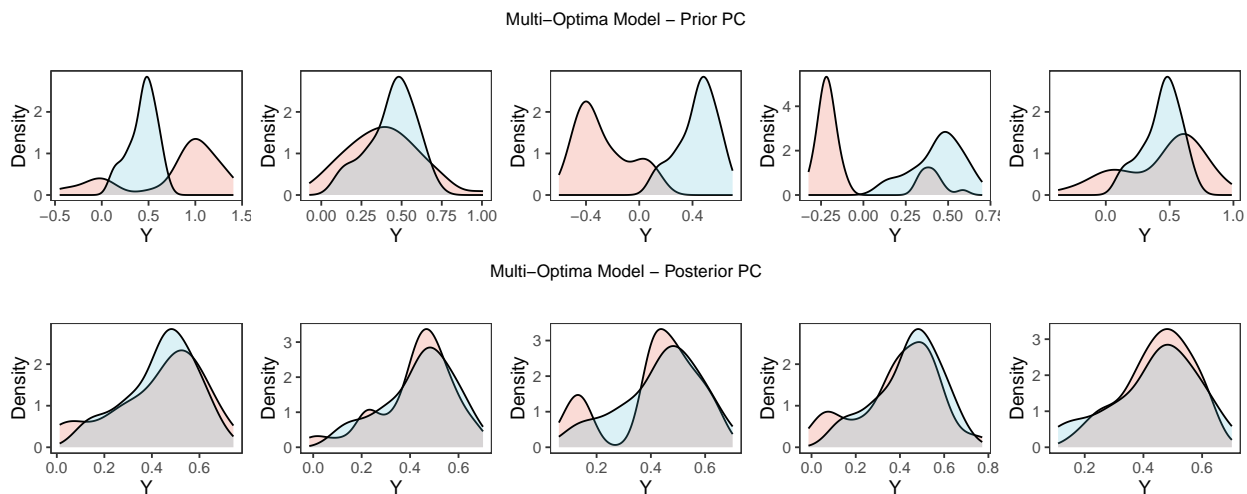 Multi−Optima Model − Prior PC
Density
0
1
2
−0.5 0.0 0.5 1.0 1.5
Y
Density
0
1
2
0.00 0.25 0.50 0.75 1.00
Y
Density
0
1
2
−0.4 0.0 0.4
Y
Density
0
2
4
−0.25 0.00 0.25 0.50 0.75
Y
Density
0
1
2
0.0 0.5 1.0
Y
Multi−Optima Model − Posterior PC
Density
0
1
2
0.0 0.2 0.4 0.6
Y
Density
0
1
2
3
0.0 0.2 0.4 0.6
Y
Density
0
1
2
3
0.2 0.4 0.6
Y
Density
0
1
2
0.0 0.2 0.4 0.6 0.8
Y
Density
0
1
2
3
0.2 0.4 0.6
Y